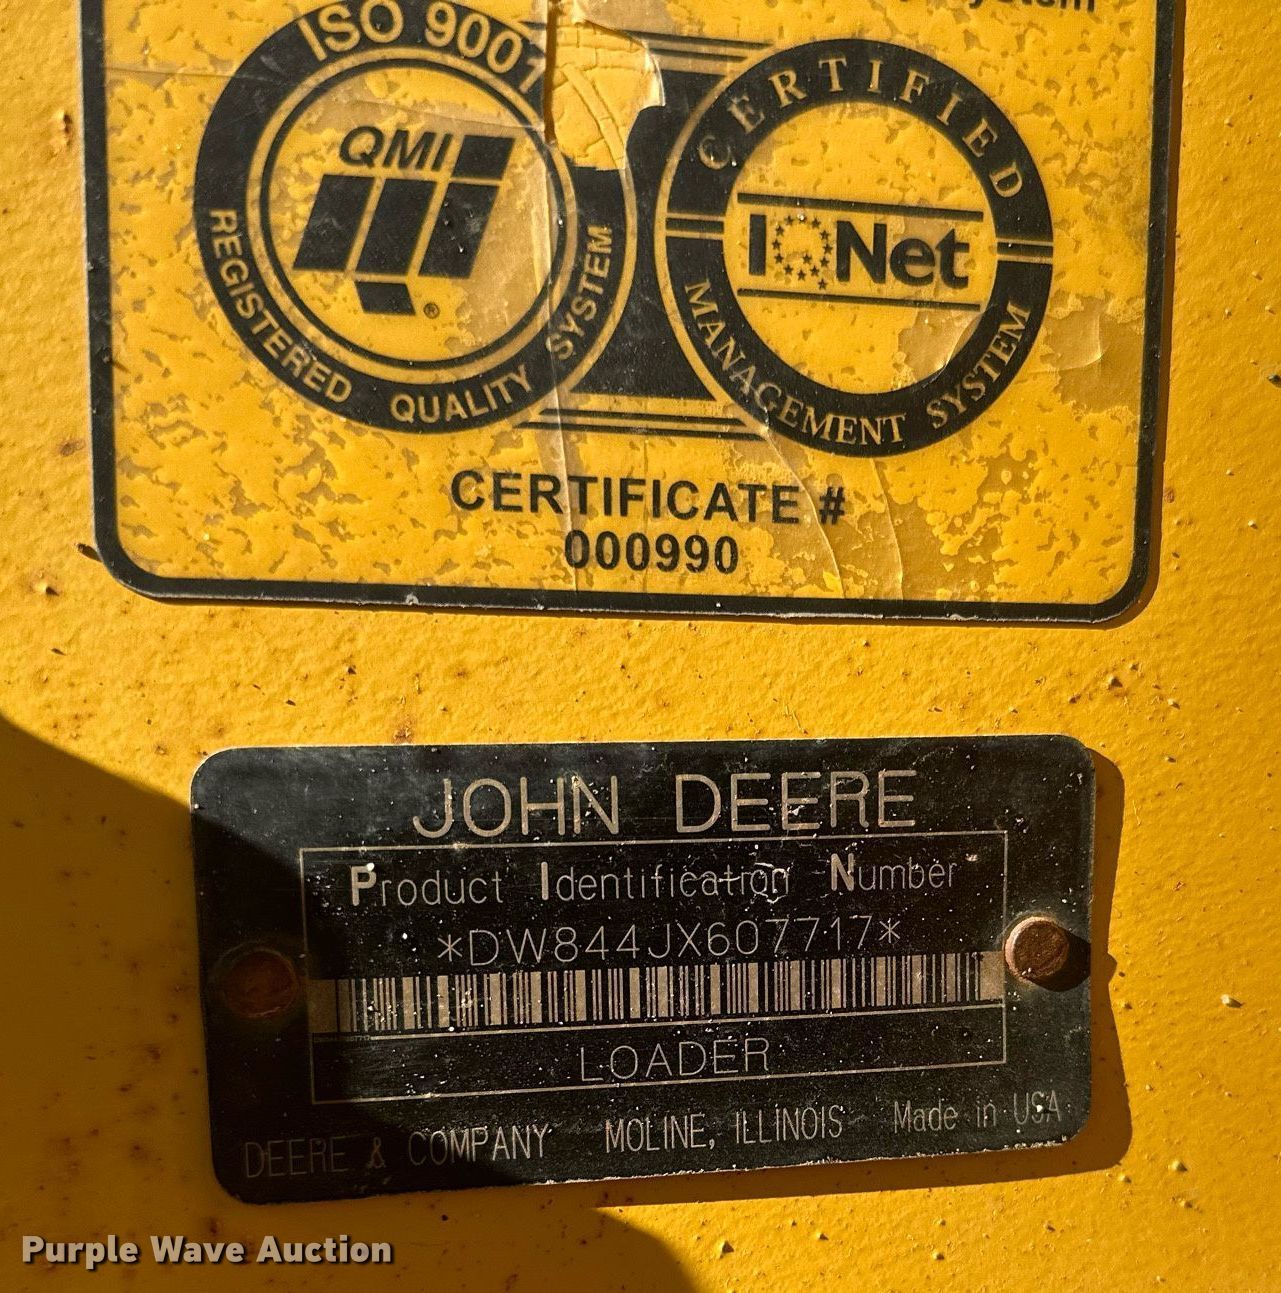 ISO 9001
QMI
®
REGISTERED QUALITY SYSTEM
CERTIFIED
IQNet
MANAGEMENT SYSTEM
CERTIFICATE #
000990
JOHN DEERE
Product Identification Number
*DW844JX607717*
LOADER
DEERE & COMPANY MOLINE, ILLINOIS Made in USA
Purple Wave Auction